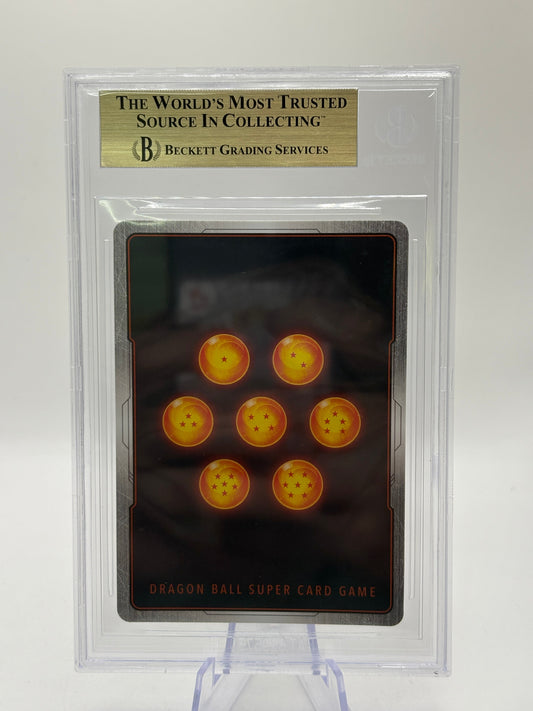 THE WORLD'S MOST TRUSTED
SOURCE IN COLLECTING™
B BECKETT GRADING SERVICES
DRAGON BALL SUPER CARD GAME